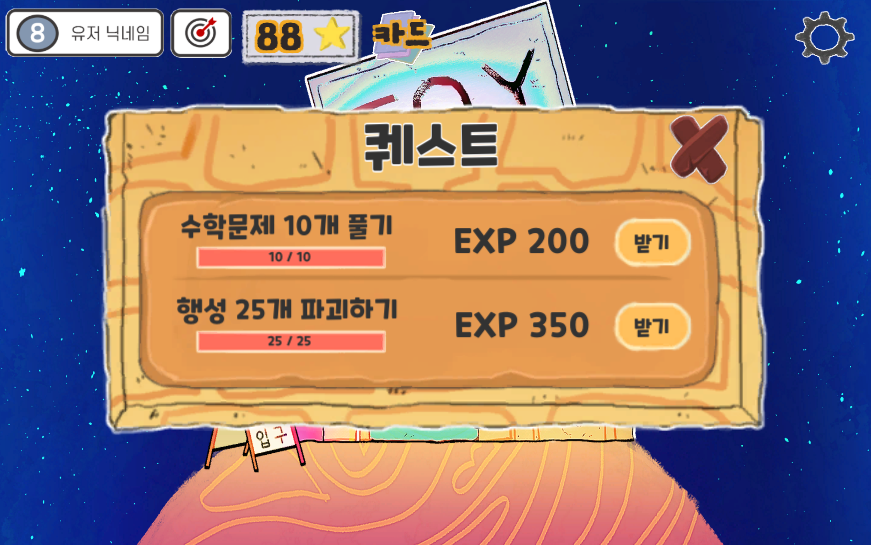 8 유저 닉네임
88
카드
TOY
퀘스트
수학문제 10개 풀기
10 / 10
EXP 200
받기
행성 25개 파괴하기
25 / 25
EXP 350
받기
입구